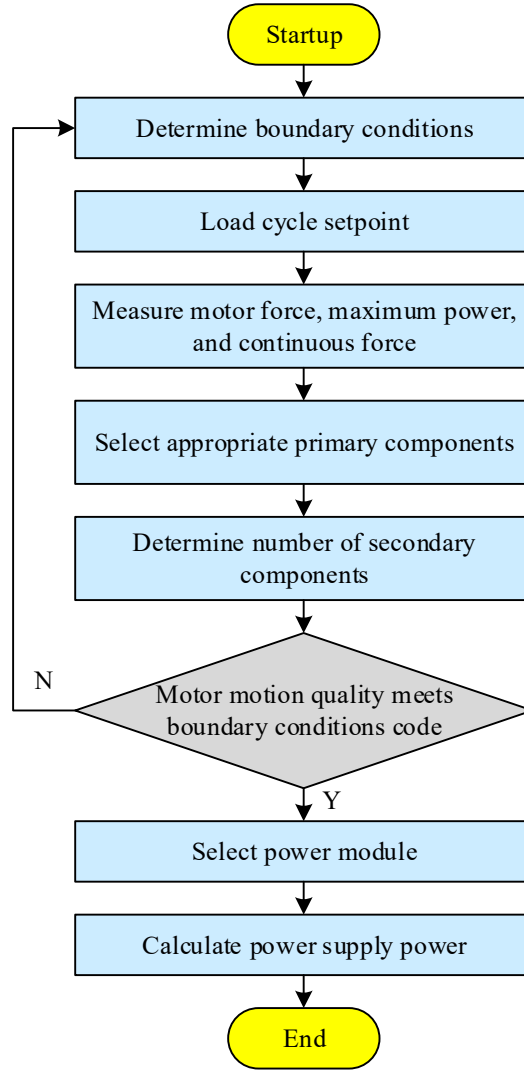 Startup
Determine boundary conditions
Load cycle setpoint
Measure motor force, maximum power,
and continuous force
Select appropriate primary components
Determine number of secondary
components
N
Motor motion quality meets
boundary conditions code
Y
Select power module
Calculate power supply power
End